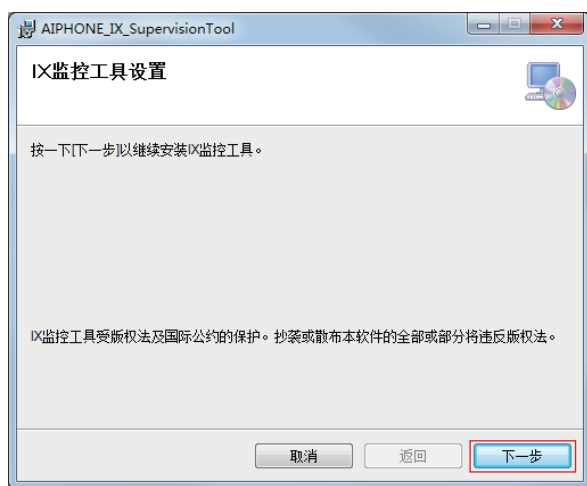 AIPHONE_IX_SupervisionTool
IX监控工具设置
按一下[下一步]以继续安装IX监控工具。
IX监控工具受版权法及国际公约的保护。抄袭或散布本软件的全部或部分将违反版权法。
取消
返回
下一步